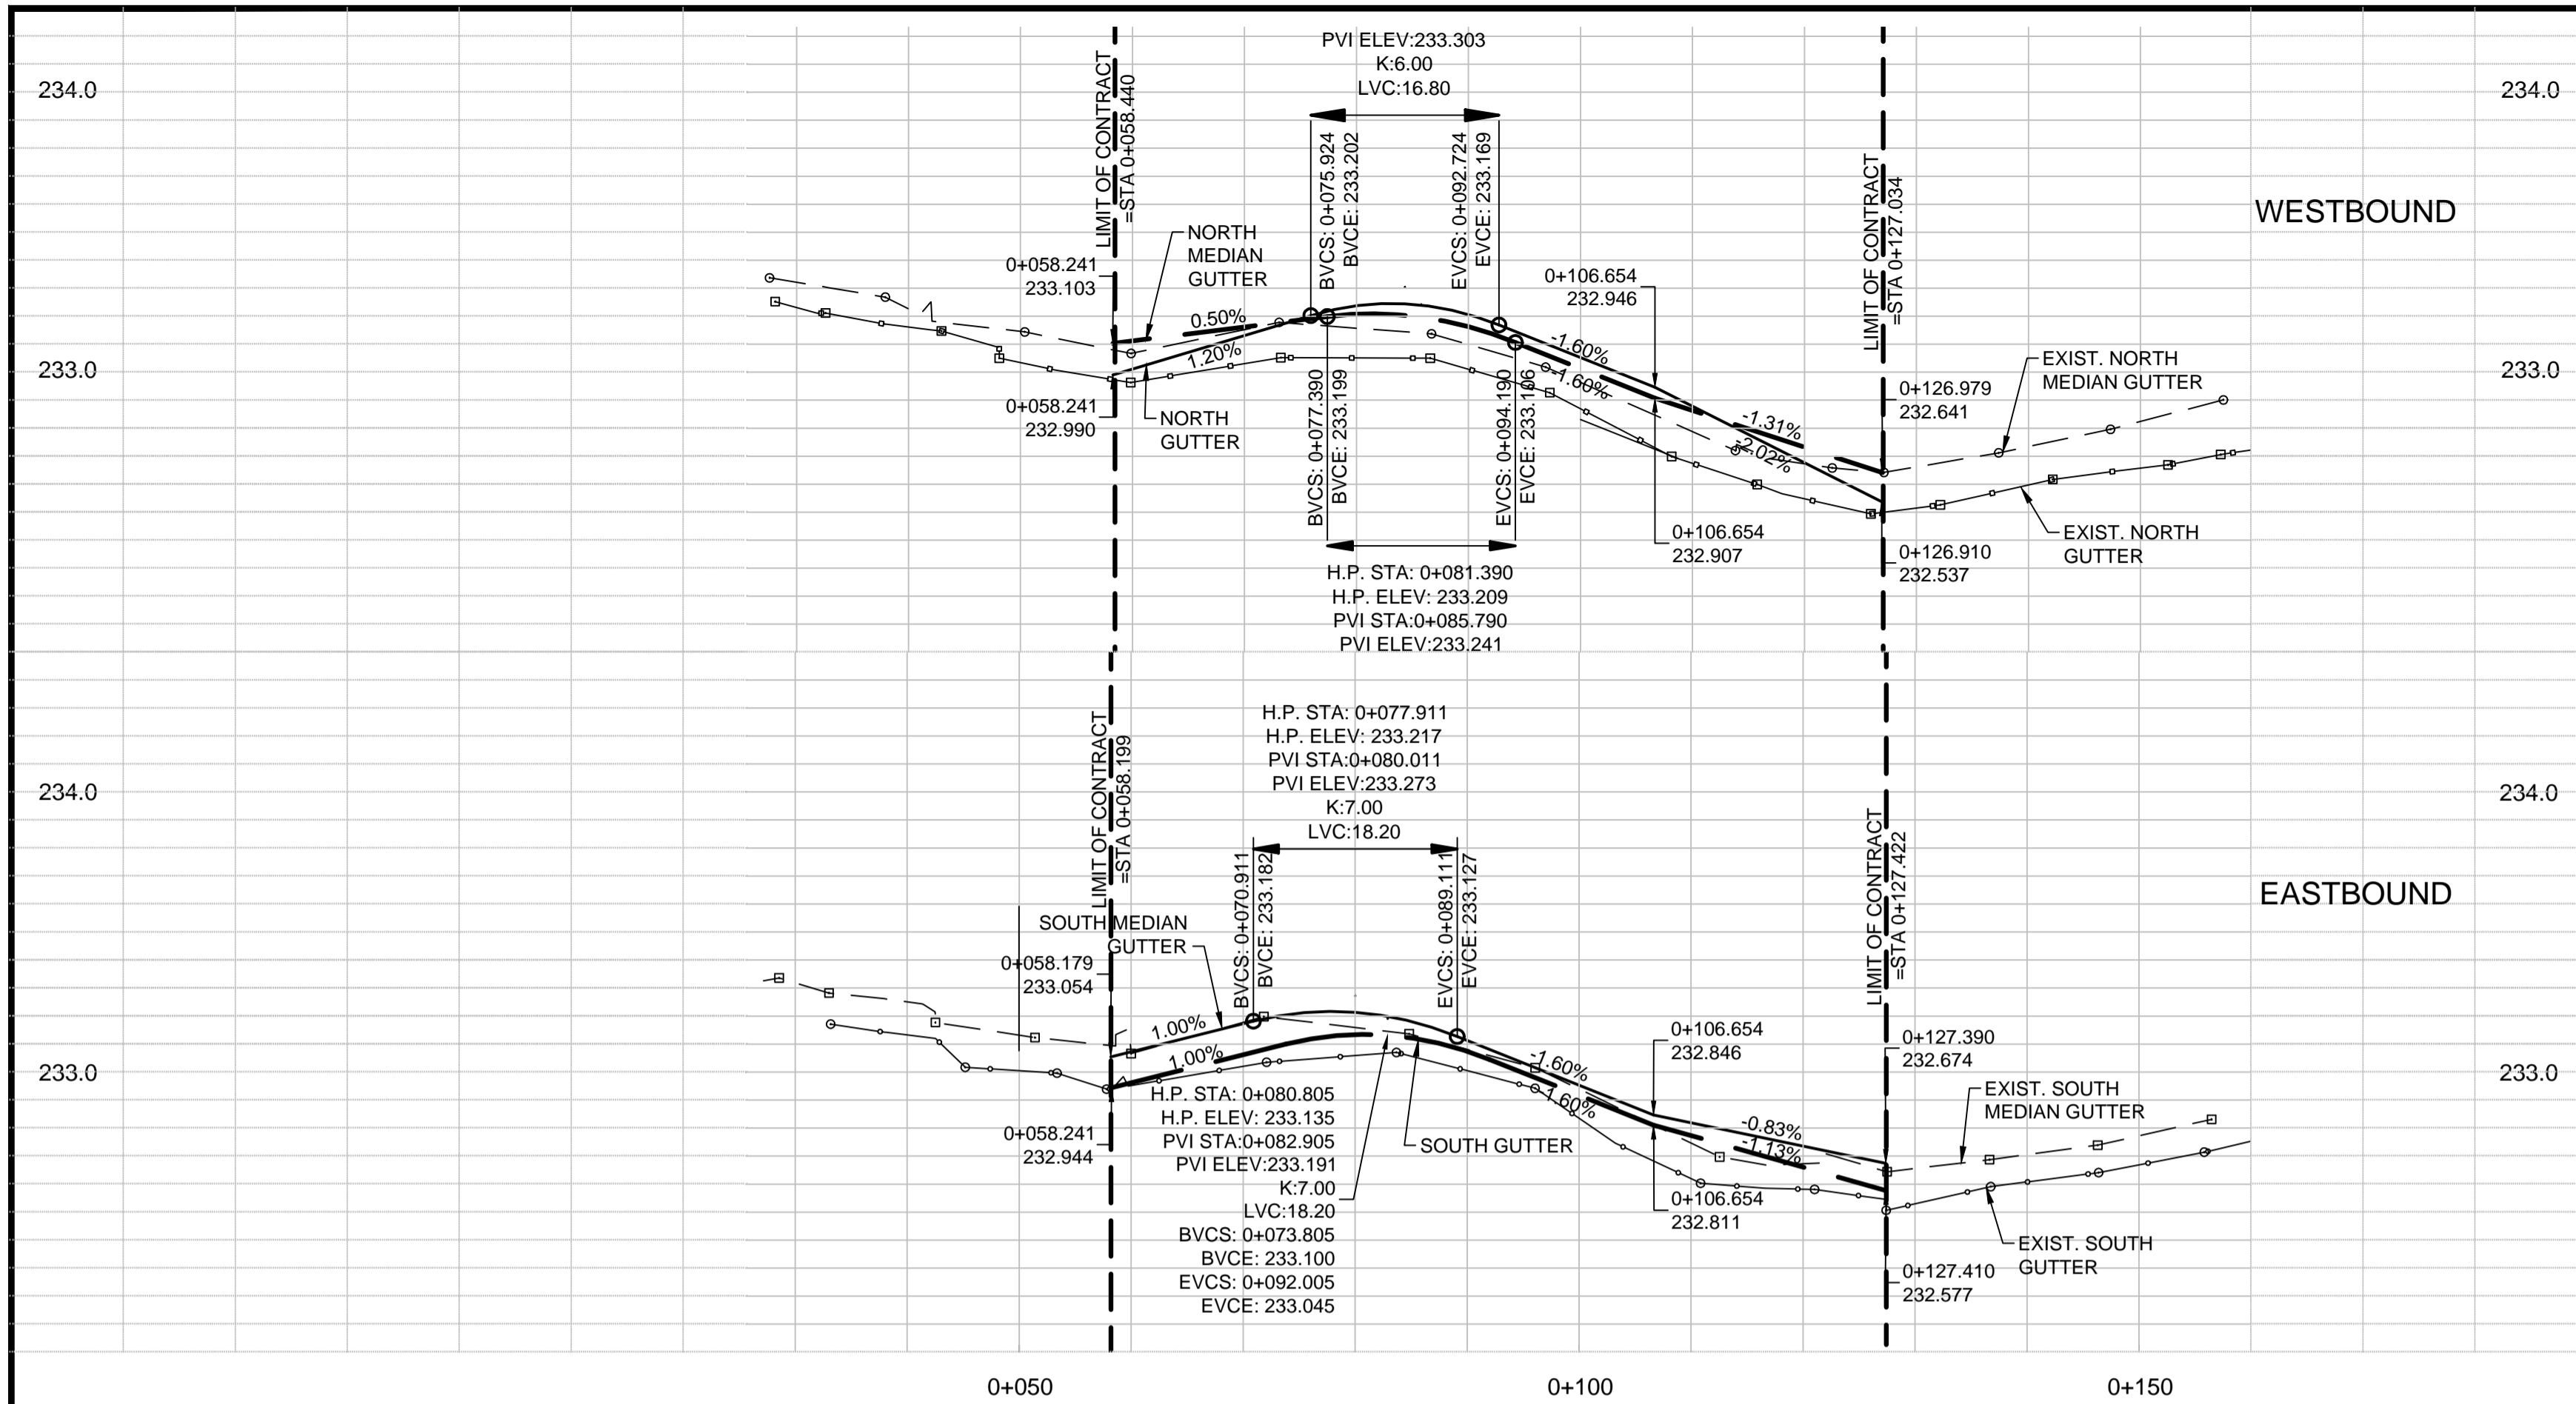 PVI ELEV:233.303
K:6.00
LVC:16.80
234.0
234.0
LIMIT OF CONTRACT
=STA 0+058.440
BVCS: 0+075.924
BVCE: 233.202
EVCS: 0+092.724
EVCE: 233.169
LIMIT OF CONTRACT
=STA 0+127.034
WESTBOUND
NORTH
MEDIAN
GUTTER
0+058.241
233.103
0+106.654
232.946
0.50%
1.20%
-1.60%
-1.60%
-1.31%
-2.02%
233.0
233.0
EXIST. NORTH
MEDIAN GUTTER
0+126.979
232.641
0+058.241
232.990
NORTH
GUTTER
BVCS: 0+077.390
BVCE: 233.199
EVCS: 0+094.190
EVCE: 233.106
0+106.654
232.907
0+126.910
232.537
EXIST. NORTH
GUTTER
H.P. STA: 0+081.390
H.P. ELEV: 233.209
PVI STA:0+085.790
PVI ELEV:233.241
H.P. STA: 0+077.911
H.P. ELEV: 233.217
PVI STA:0+080.011
PVI ELEV:233.273
K:7.00
LVC:18.20
234.0
234.0
LIMIT OF CONTRACT
=STA 0+058.199
BVCS: 0+070.911
BVCE: 233.182
EVCS: 0+089.111
EVCE: 233.127
LIMIT OF CONTRACT
=STA 0+127.422
EASTBOUND
SOUTH MEDIAN
GUTTER
0+058.179
233.054
1.00%
1.00%
-1.60%
-1.60%
0+106.654
232.846
-0.83%
-1.13%
0+127.390
232.674
233.0
233.0
EXIST. SOUTH
MEDIAN GUTTER
0+058.241
232.944
H.P. STA: 0+080.805
H.P. ELEV: 233.135
PVI STA:0+082.905
PVI ELEV:233.191
K:7.00
LVC:18.20
BVCS: 0+073.805
BVCE: 233.100
EVCS: 0+092.005
EVCE: 233.045
SOUTH GUTTER
0+106.654
232.811
EXIST. SOUTH
GUTTER
0+127.410
232.577
0+050
0+100
0+150